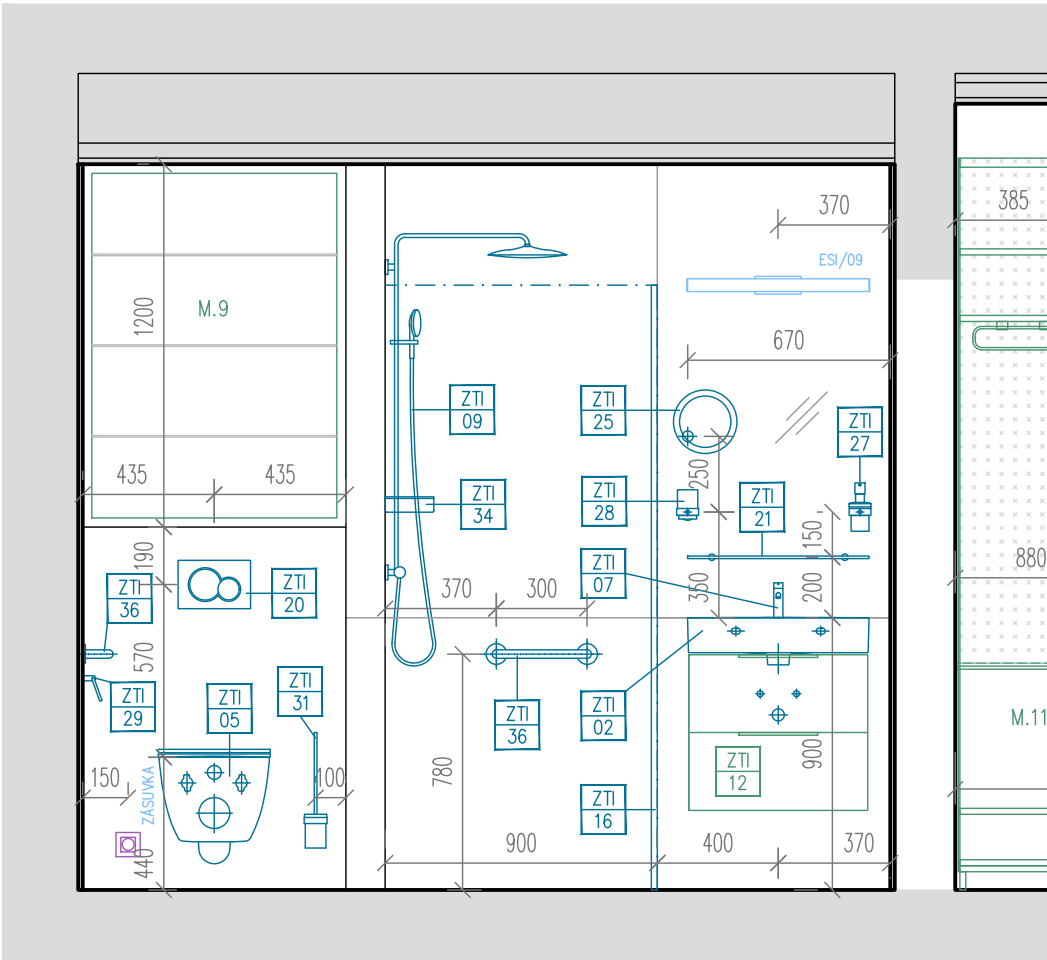 385
370
ESI/09
M.9
1200
670
ZTI
09
ZTI
25
ZTI
27
435
435
250
ZTI
34
ZTI
28
ZTI
21
150
190
ZTI
36
ZTI
20
370
300
ZTI
07
350
200
880
570
ZTI
29
ZTI
05
ZTI
31
ZTI
36
ZTI
02
M.11
150
ZÁSUVKA
100
780
900
ZTI
12
ZTI
16
440
900
400
370